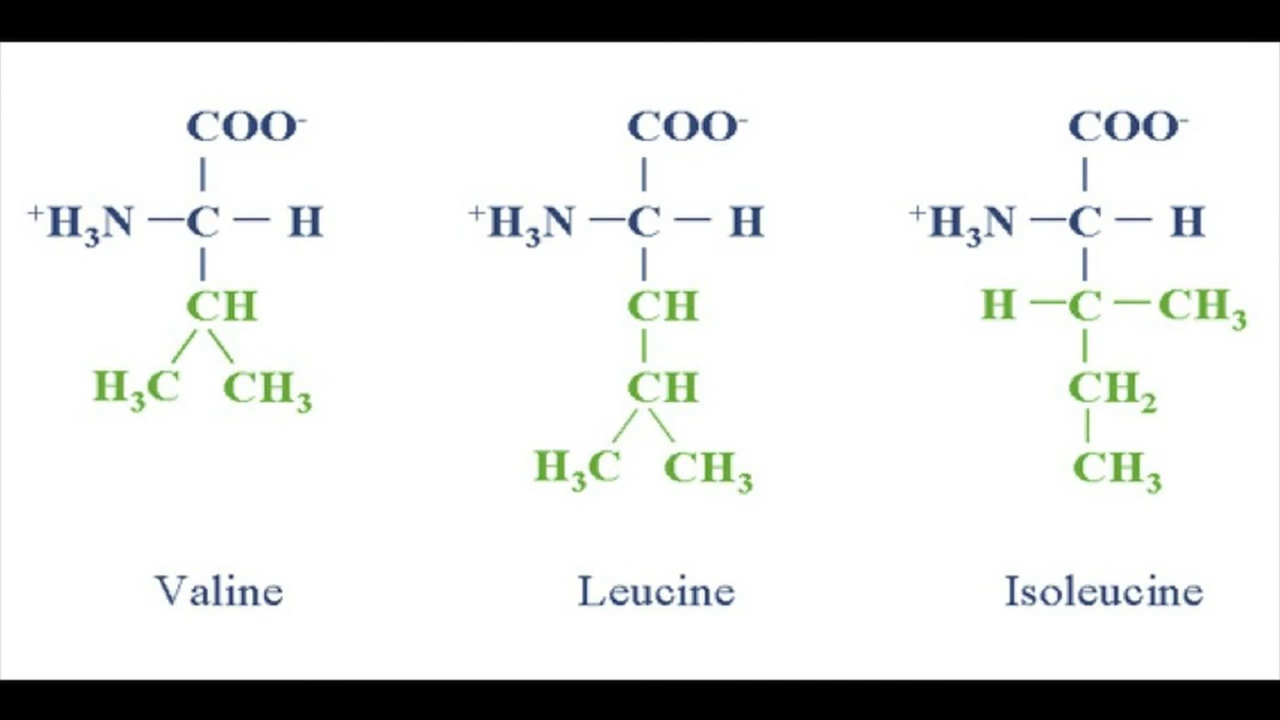 COO⁻ COO⁻ COO⁻
⁺H₃N — C — H ⁺H₃N — C — H ⁺H₃N — C — H
CH CH H — C — CH₃
H₃C CH₃ CH CH₂
H₃C CH₃ CH₃
Valine Leucine Isoleucine